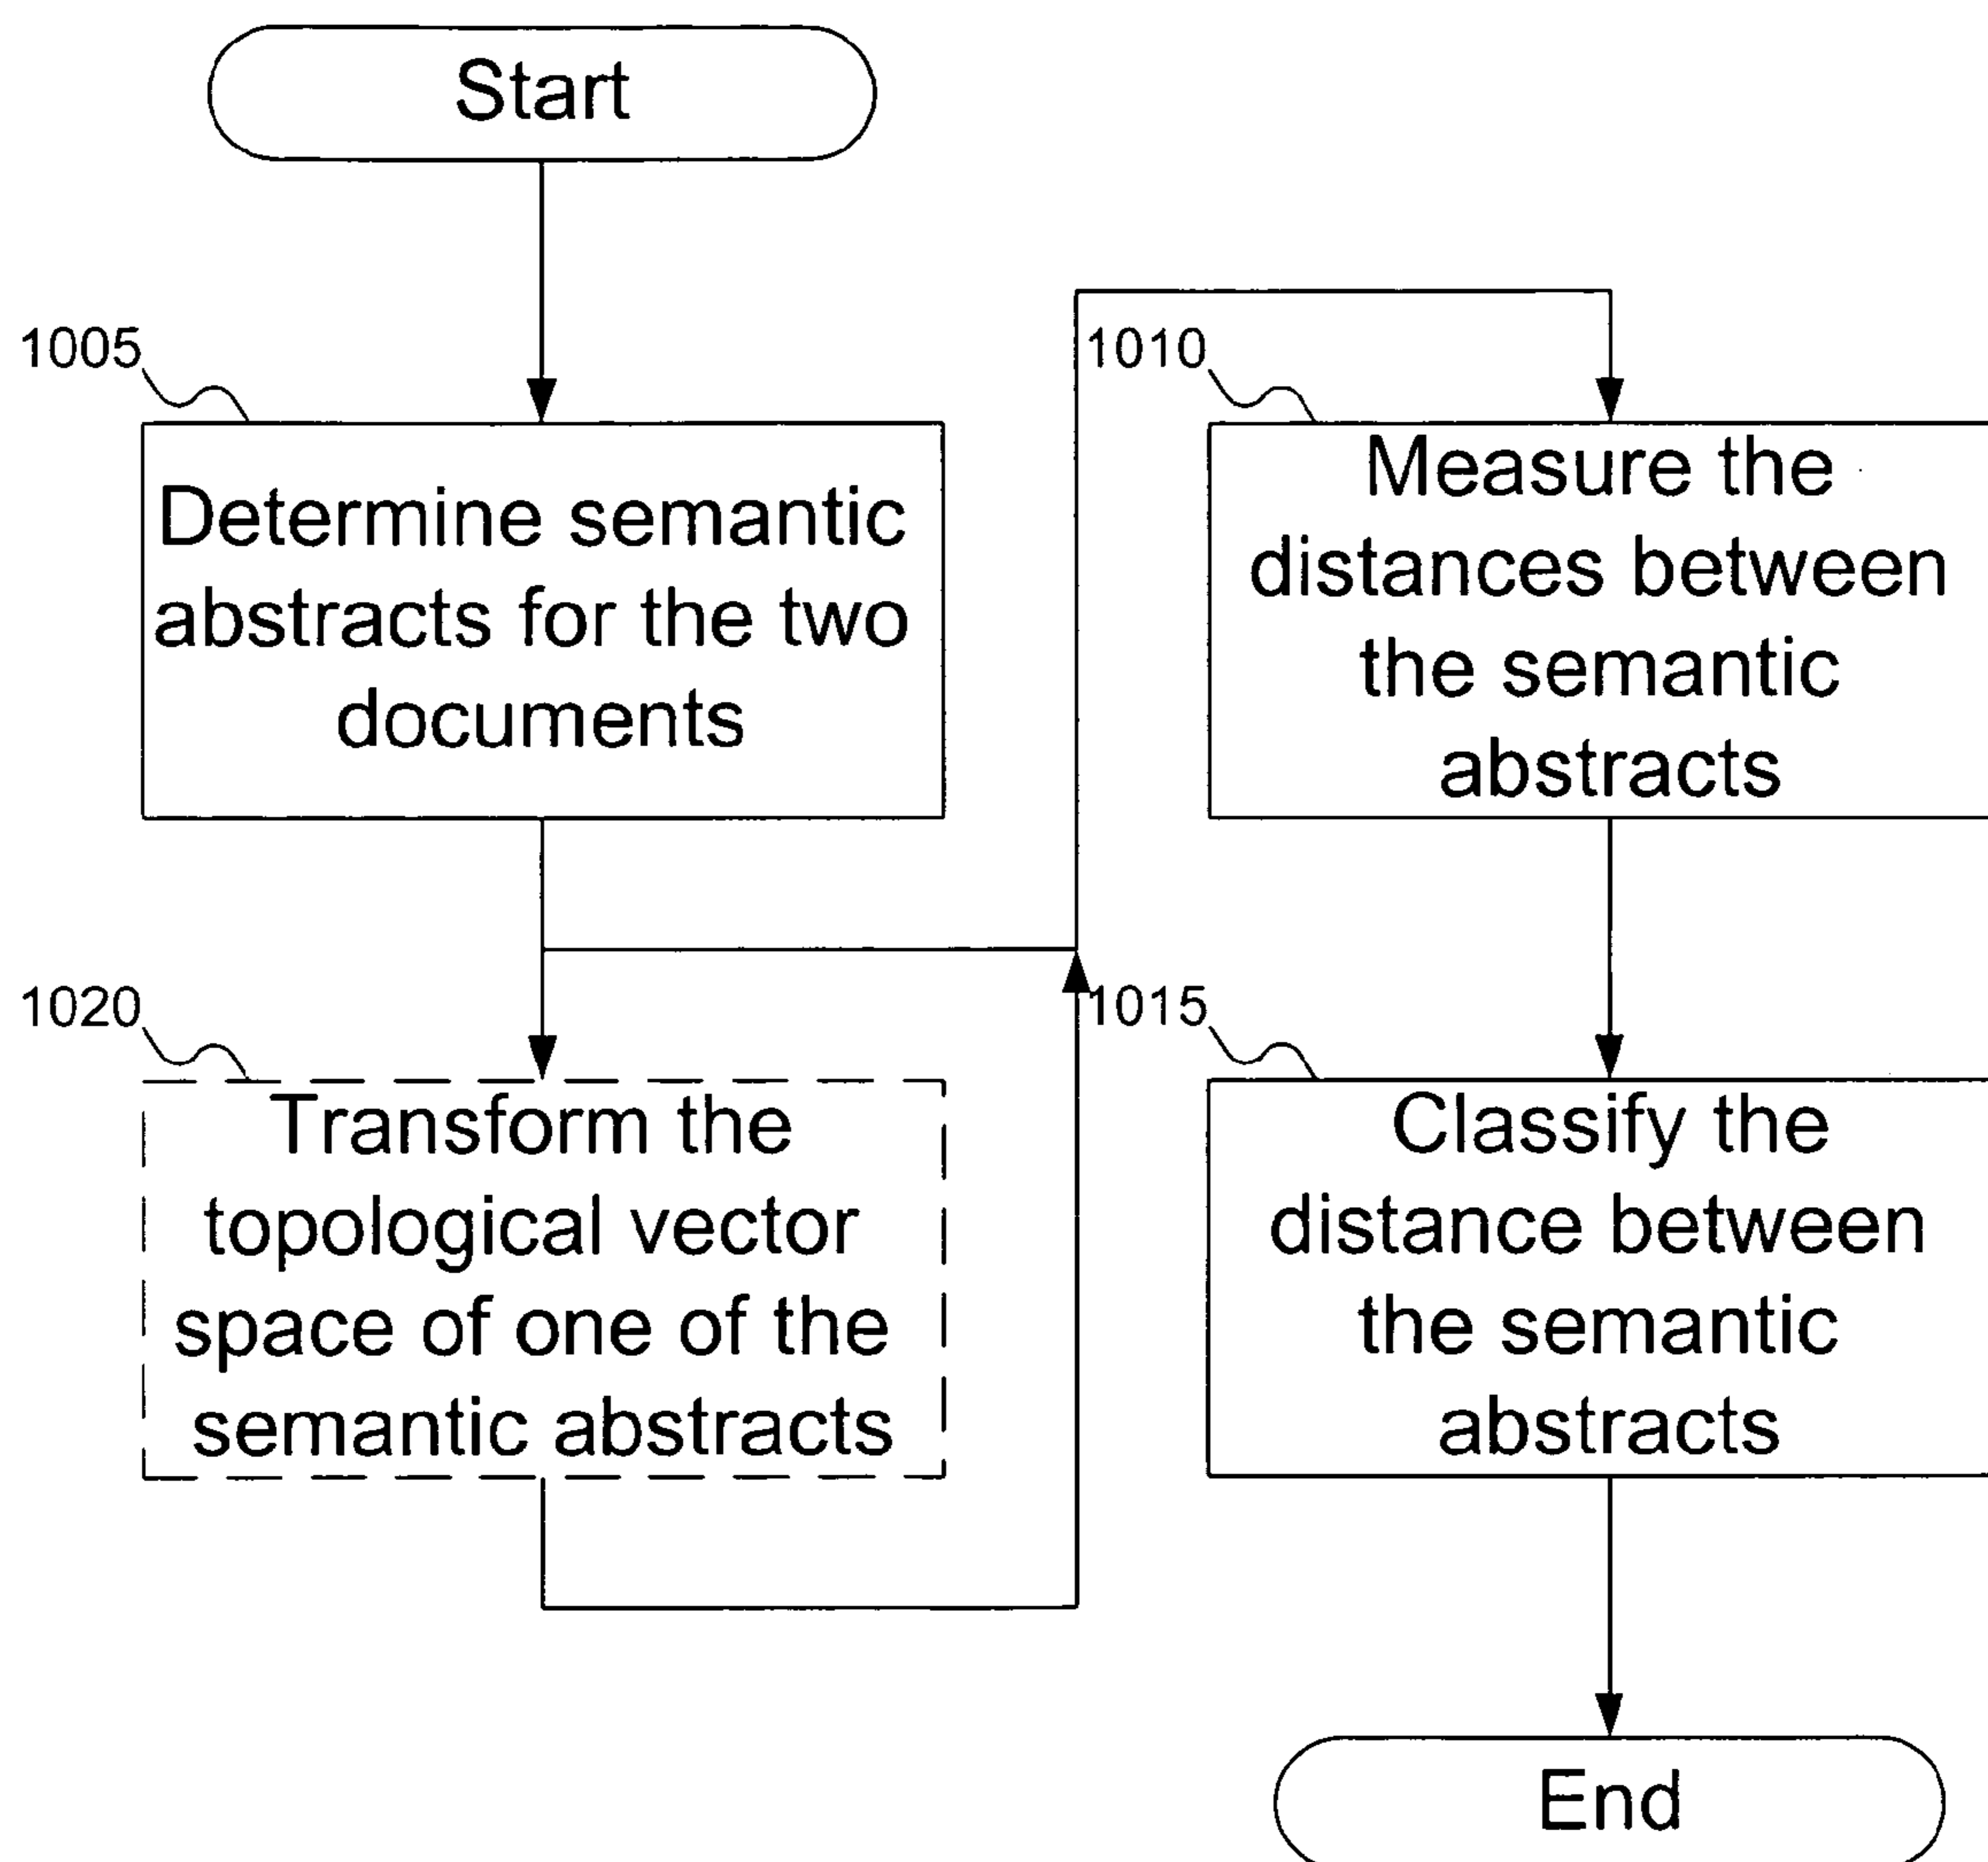 Start
1005
Determine semantic
abstracts for the two
documents
1020
Transform the
topological vector
space of one of the
semantic abstracts
1010
Measure the
distances between
the semantic
abstracts
1015
Classify the
distance between
the semantic
abstracts
End